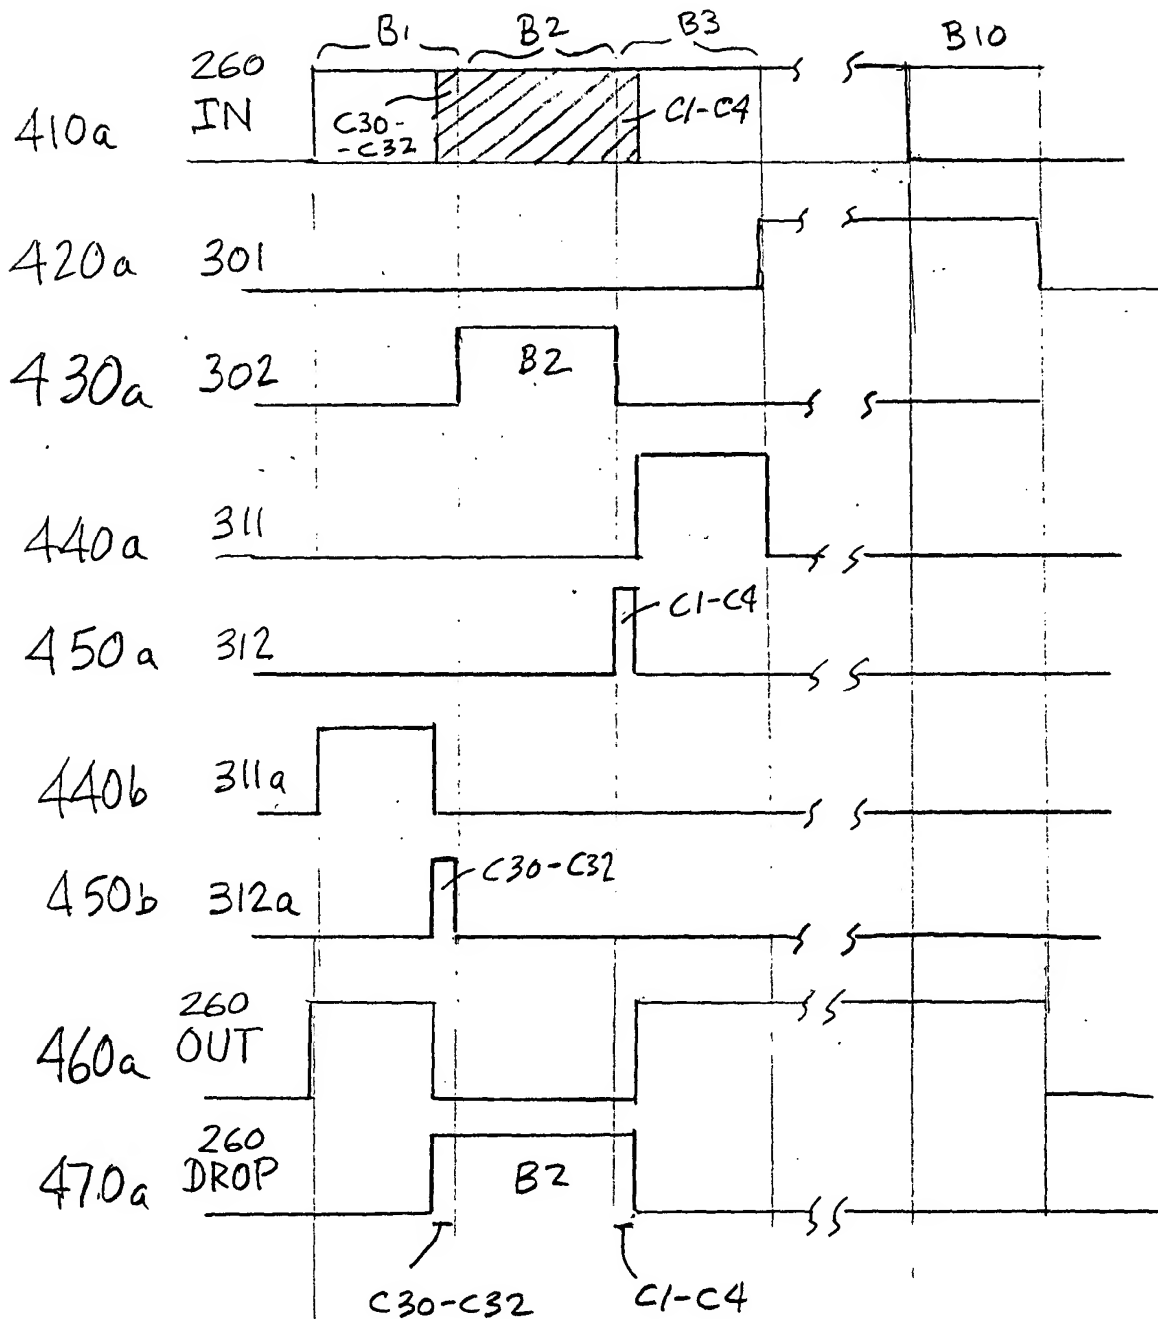 B1 B2 B3 B10
410a 260 IN C30--C32 C1-C4
420a 301
430a 302 B2
440a 311
450a 312 C1-C4
440b 311a
450b 312a C30-C32
460a 260 OUT
470a 260 DROP B2
C30-C32 C1-C4